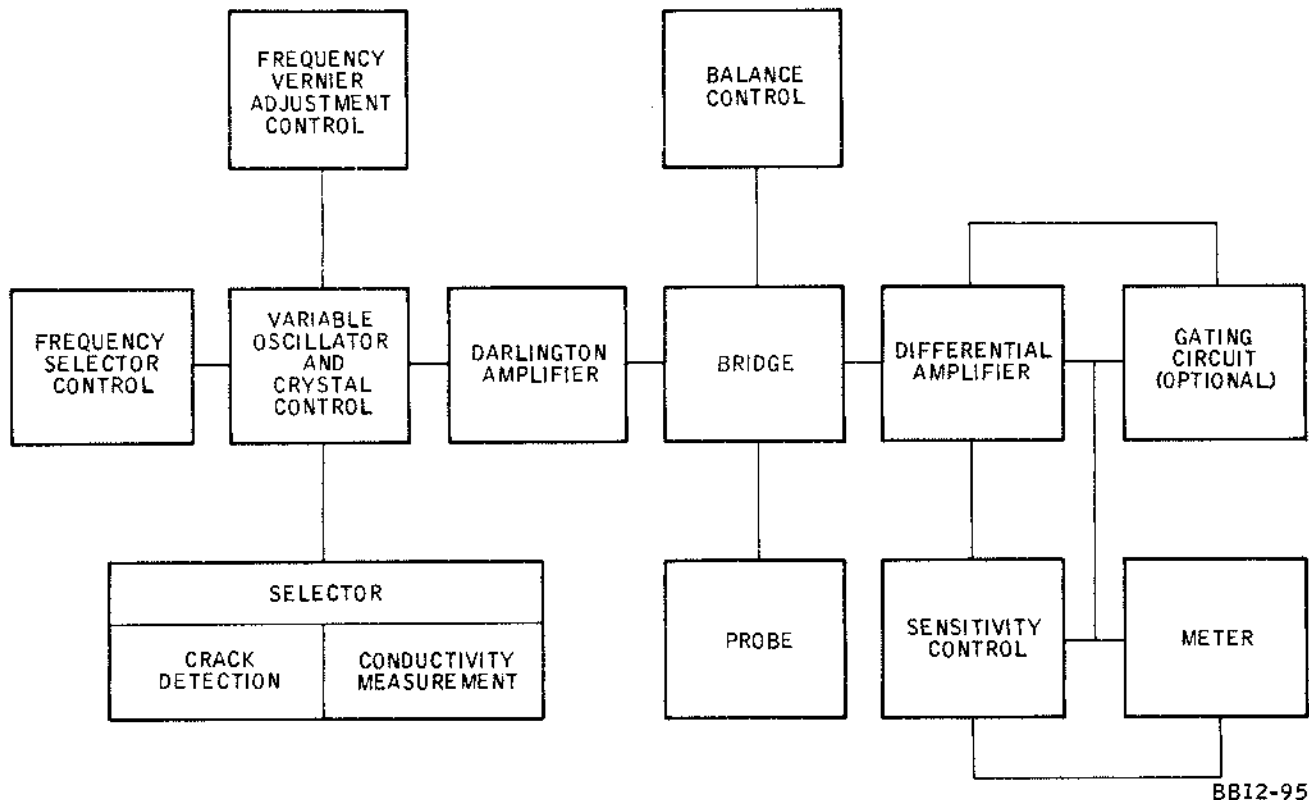 FREQUENCY
VERNIER
ADJUSTMENT
CONTROL
BALANCE
CONTROL
FREQUENCY
SELECTOR
CONTROL
VARIABLE
OSCILLATOR
AND
CRYSTAL
CONTROL
DARLINGTON
AMPLIFIER
BRIDGE
DIFFERENTIAL
AMPLIFIER
GATING
CIRCUIT
(OPTIONAL)
SELECTOR
CRACK
DETECTION
CONDUCTIVITY
MEASUREMENT
PROBE
SENSITIVITY
CONTROL
METER
BB12-95